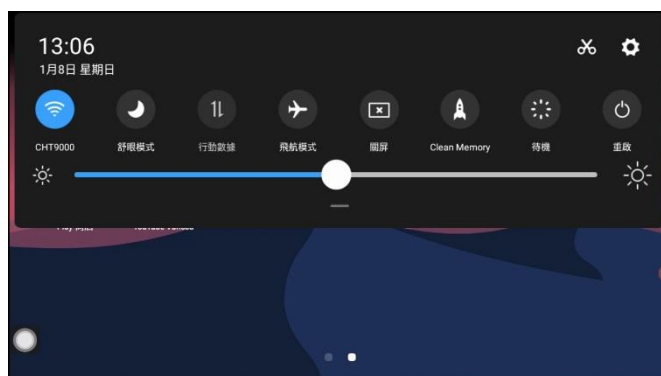 13:06
1月8日 星期日
CHT9000
舒眼模式
行動數據
飛航模式
關屏
Clean Memory
待機
重啟